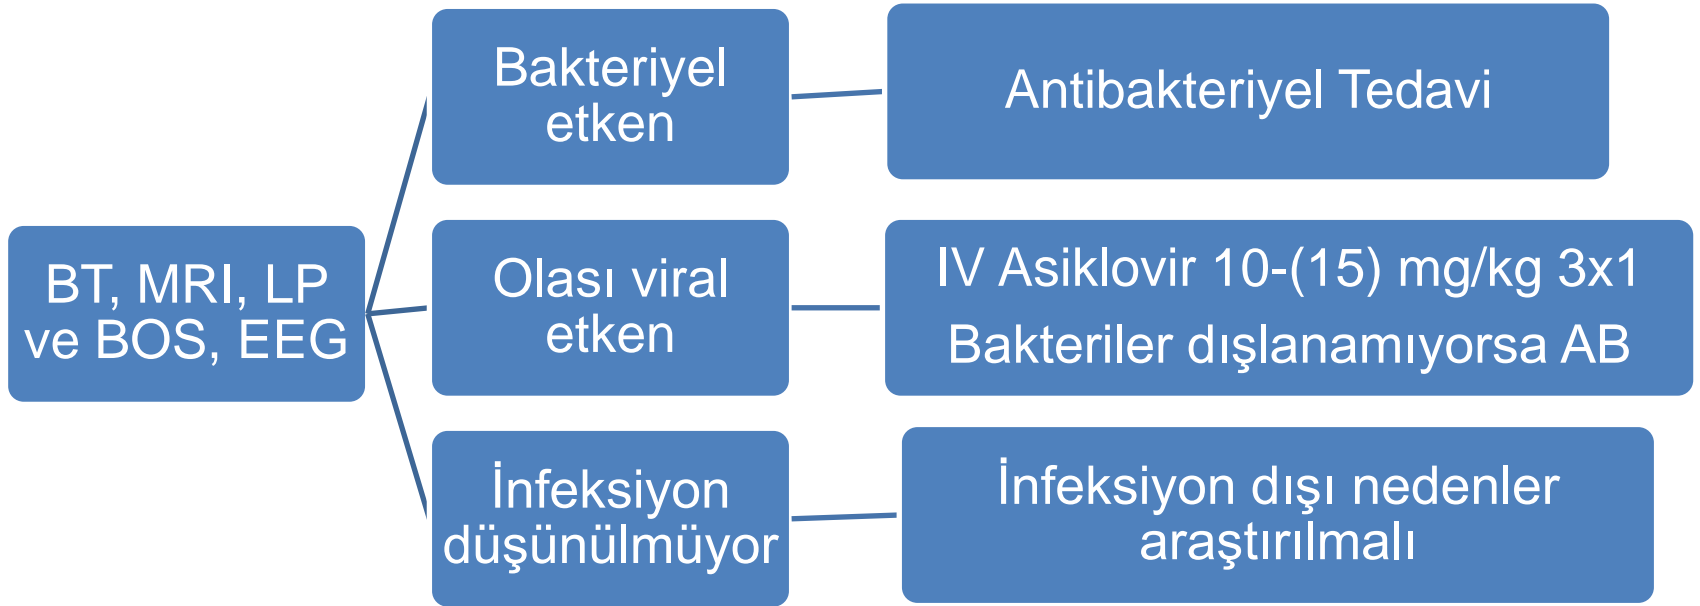 BT, MRI, LP
ve BOS, EEG
Bakteriyel
etken
Antibakteriyel Tedavi
Olası viral
etken
IV Asiklovir 10-(15) mg/kg 3x1
Bakteriler dışlanamıyorsa AB
İnfeksiyon
düşünülmüyor
İnfeksiyon dışı nedenler
araştırılmalı